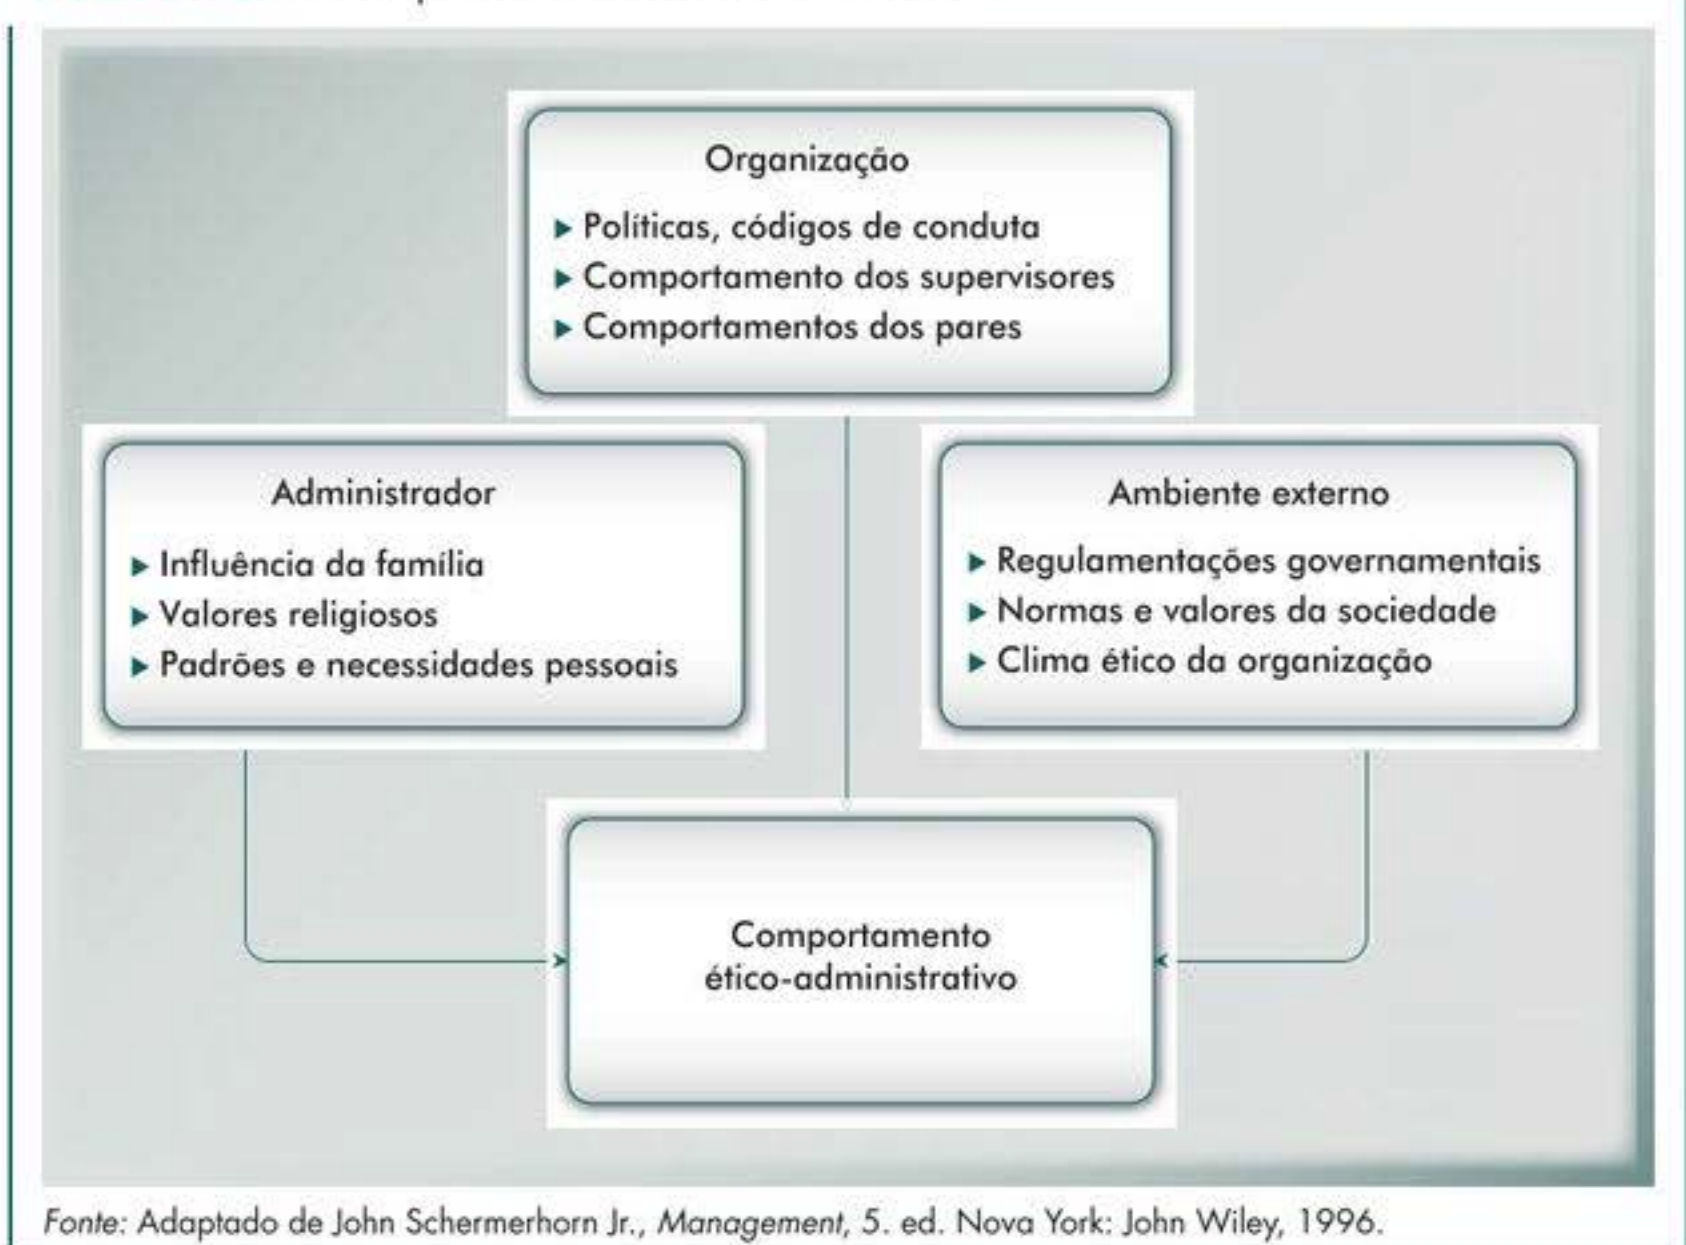 Organização
▶ Políticas, códigos de conduta
▶ Comportamento dos supervisores
▶ Comportamentos dos pares
Administrador
▶ Influência da família
▶ Valores religiosos
▶ Padrões e necessidades pessoais
Ambiente externo
▶ Regulamentações governamentais
▶ Normas e valores da sociedade
▶ Clima ético da organização
Comportamento
ético-administrativo
Fonte: Adaptado de John Schermerhorn Jr., Management, 5. ed. Nova York: John Wiley, 1996.